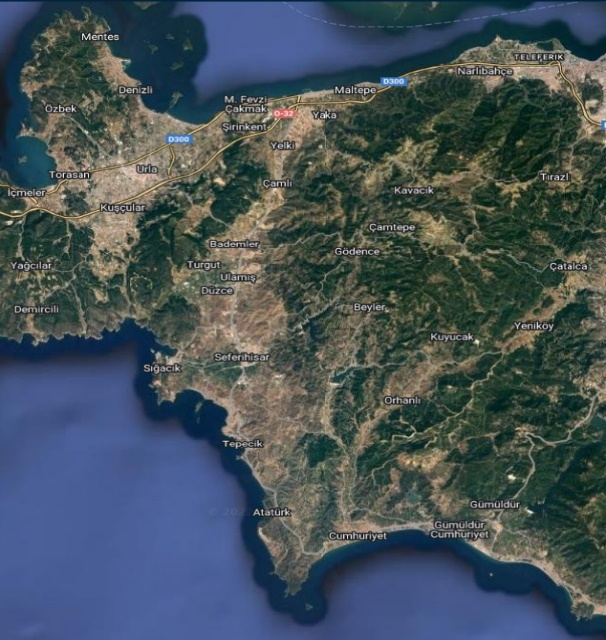 Mentes
TELEFERIK
Narlıbahçe
D300
Denizli
Maltepe
M. Fevzi
Çakmak
Özbek
O-32
Yaka
Şirinkent
D300
Yelki
Urla
Torasan
Tırazl
Çamlı
Kavacık
İçmeler
Kuşçular
Çamtepe
Bademler
Gödence
Yağcılar
Turgut
Çatalca
Ulamış
Düzce
Demircili
Beyler
Yeniköy
Kuyucak
Seferihisar
Sığacık
Orhanlı
Tepecik
Gümüldür
Atatürk
Gümüldür
Cumhuriyet
Cumhuriyet